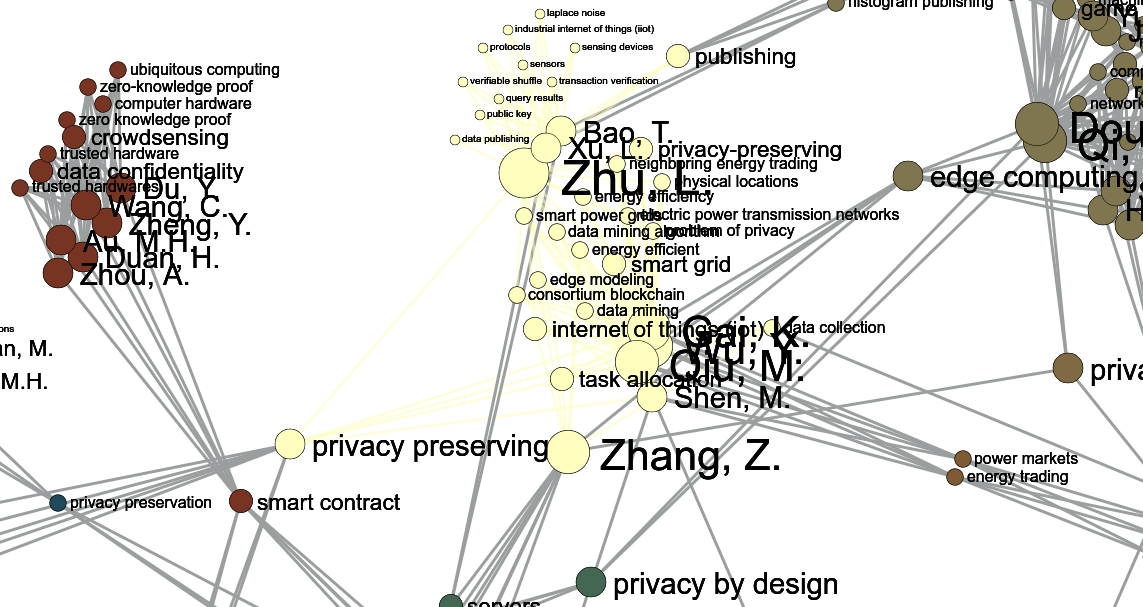 histogram publishing
laplace noise
industrial internet of things (iiot)
protocols
sensing devices
publishing
sensors
ubiquitous computing
verifiable shuffle
transaction verification
zero-knowledge proof
query results
computer hardware
public key
zero knowledge proof
Bao, T.
crowdsensing
data publishing
Xu, L.
privacy-preserving
trusted hardware
neighboring energy trading
data confidentiality
Zhu, L.
physical locations
edge computing
trusted hardwares
Du, Y.
energy efficiency
Wang, C.
smart power grids
electric power transmission networks
Zheng, Y.
data mining algorithm
problem of privacy
Au, M.H.
energy efficient
Duan, H.
smart grid
Zhou, A.
edge modeling
consortium blockchain
data mining
internet of things (iot)
Gai, K.
data collection
Wu,
an, M.
Qiu, M.
priva
M.H.
task allocation
Shen, M.
privacy preserving
Zhang, Z.
power markets
energy trading
privacy preservation
smart contract
privacy by design
servers
Dou
Qi,
network
game
comp
ons